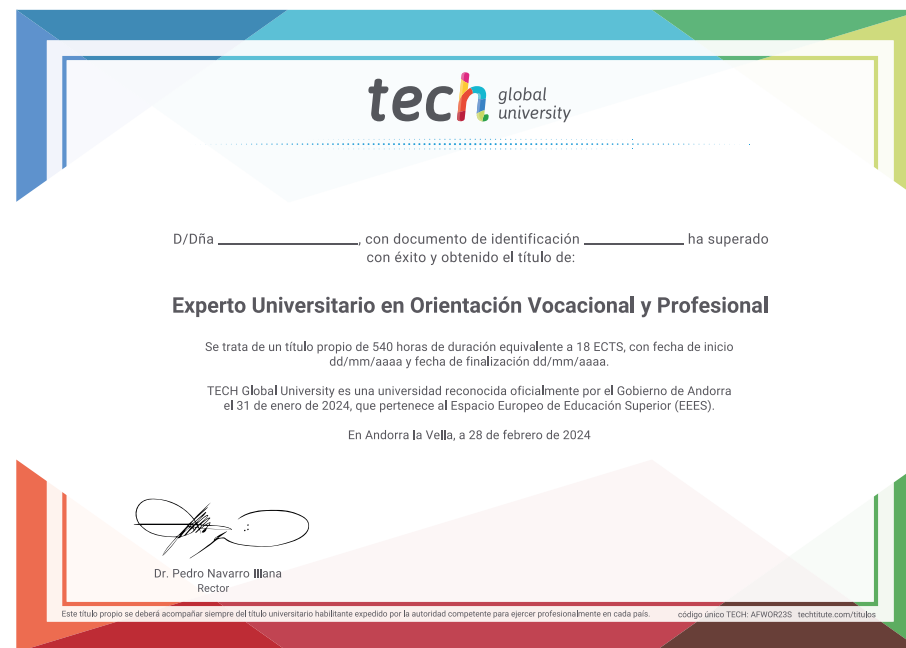 tech global university
D/Dña ____________________, con documento de identificación ______________ ha superado
con éxito y obtenido el título de:
Experto Universitario en Orientación Vocacional y Profesional
Se trata de un título propio de 540 horas de duración equivalente a 18 ECTS, con fecha de inicio
dd/mm/aaaa y fecha de finalización dd/mm/aaaa.
TECH Global University es una universidad reconocida oficialmente por el Gobierno de Andorra
el 31 de enero de 2024, que pertenece al Espacio Europeo de Educación Superior (EEES).
En Andorra la Vella, a 28 de febrero de 2024
Dr. Pedro Navarro Illana
Rector
Este título propio se deberá acompañar siempre del título universitario habilitante expedido por la autoridad competente para ejercer profesionalmente en cada país. código único TECH: AFWOR23S techtitute.com/titulos